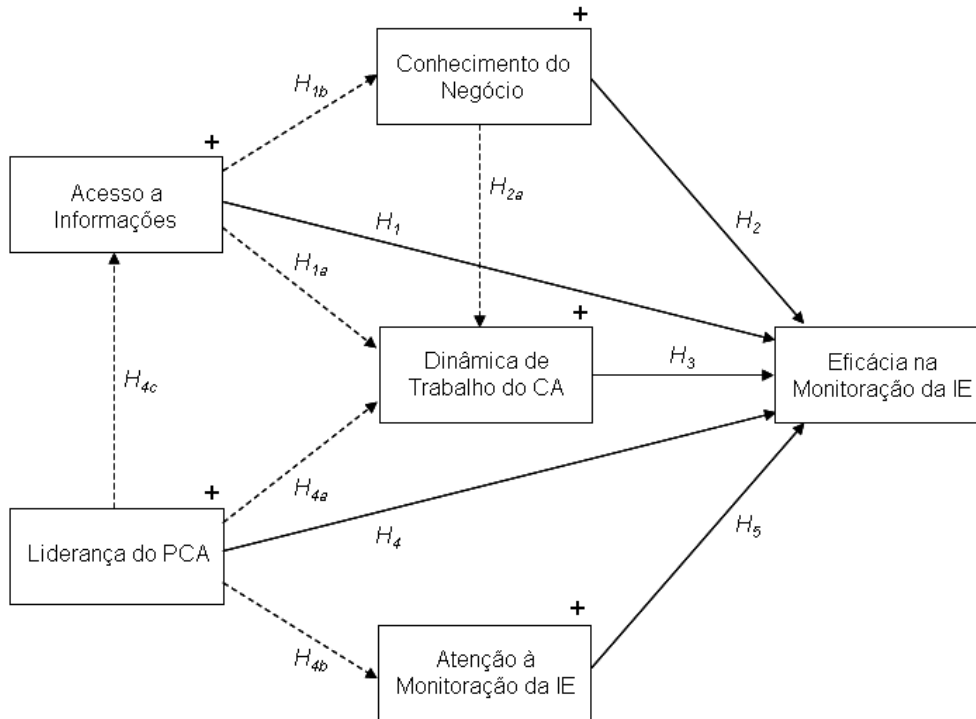 +
Conhecimento do
Negócio
H1b
+
Acesso a
Informações
H2a
H1
H2
H1a
+
Dinâmica de
Trabalho do CA
H3
Eficácia na
Monitoração da IE
H4c
+
H4a
Liderança do PCA
H4
H5
+
H4b
Atenção à
Monitoração da IE